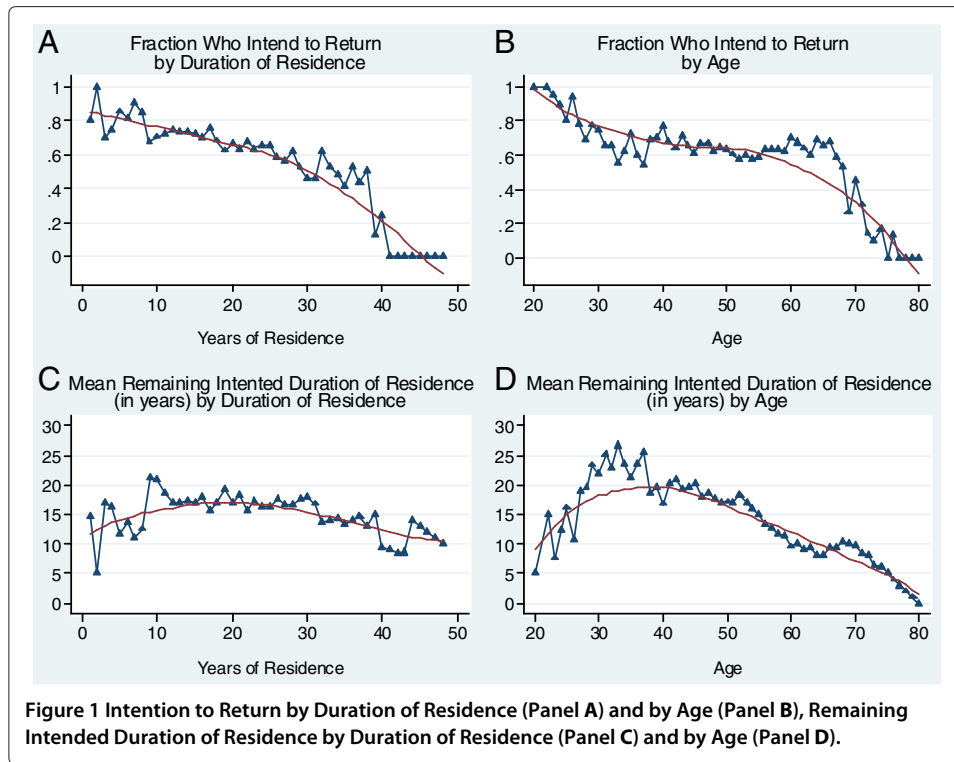 A
Fraction Who Intend to Return
by Duration of Residence
1
.8
.6
.4
.2
0
0 10 20 30 40 50
Years of Residence
B
Fraction Who Intend to Return
by Age
1
.8
.6
.4
.2
0
20 30 40 50 60 70 80
Age
C
Mean Remaining Intented Duration of Residence
(in years) by Duration of Residence
30
25
20
15
10
5
0
0 10 20 30 40 50
Years of Residence
D
Mean Remaining Intented Duration of Residence
(in years) by Age
30
25
20
15
10
5
0
20 30 40 50 60 70 80
Age
Figure 1 Intention to Return by Duration of Residence (Panel A) and by Age (Panel B), Remaining
Intended Duration of Residence by Duration of Residence (Panel C) and by Age (Panel D).